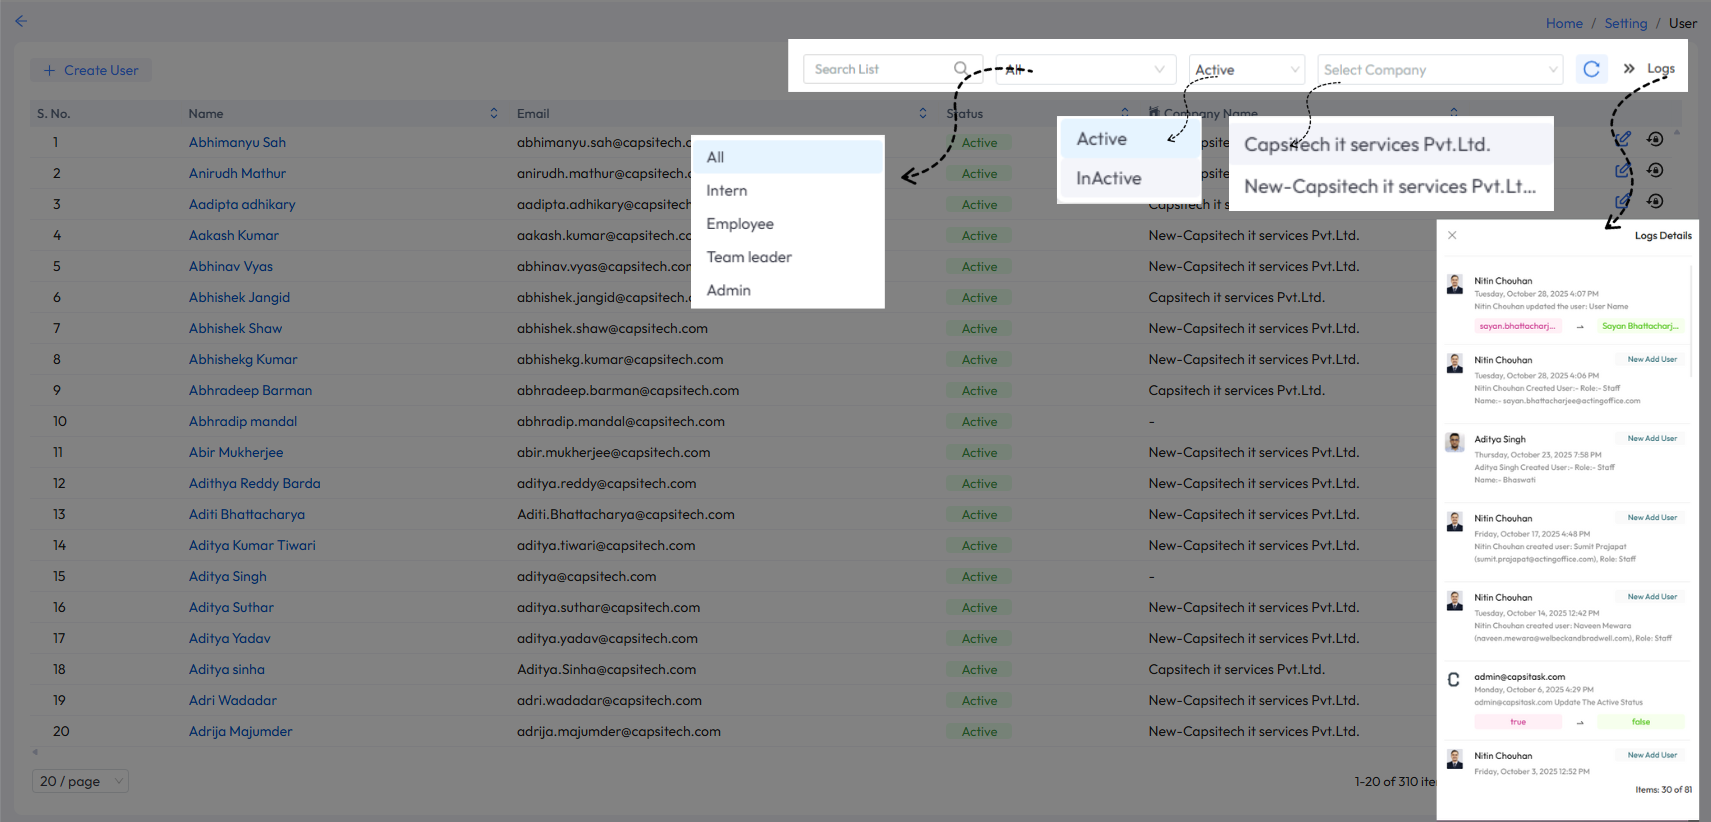 Home / Setting / User
+ Create User
Search List
All
Active
Select Company
Logs
S. No. Name Email Status Company Name
1 Abhimanyu Sah abhimanyu.sah@capsitech.c Active
2 Anirudh Mathur anirudh.mathur@capsitech. Active
3 Aadipta adhikary aadipta.adhikary@capsitech Active Capsitech it s
4 Aakash Kumar aakash.kumar@capsitech.cc Active New-Capsitech it services Pvt.Ltd.
5 Abhinav Vyas abhinav.vyas@capsitech.com Active New-Capsitech it services Pvt.Ltd.
6 Abhishek Jangid abhishek.jangid@capsitech.c Active Capsitech it services Pvt.Ltd.
7 Abhishek Shaw abhishek.shaw@capsitech.com Active New-Capsitech it services Pvt.Ltd.
8 Abhishekg Kumar abhishekg.kumar@capsitech.com Active New-Capsitech it services Pvt.Ltd.
9 Abhradeep Barman abhradeep.barman@capsitech.com Active Capsitech it services Pvt.Ltd.
10 Abhradip mandal abhradip.mandal@capsitech.com Active -
11 Abir Mukherjee abir.mukherjee@capsitech.com Active New-Capsitech it services Pvt.Ltd.
12 Adithya Reddy Barda aditya.reddy@capsitech.com Active New-Capsitech it services Pvt.Ltd.
13 Aditi Bhattacharya Aditi.Bhattacharya@capsitech.com Active New-Capsitech it services Pvt.Ltd.
14 Aditya Kumar Tiwari aditya.tiwari@capsitech.com Active New-Capsitech it services Pvt.Ltd.
15 Aditya Singh aditya@capsitech.com Active -
16 Aditya Suthar aditya.suthar@capsitech.com Active New-Capsitech it services Pvt.Ltd.
17 Aditya Yadav aditya.yadav@capsitech.com Active New-Capsitech it services Pvt.Ltd.
18 Aditya sinha Aditya.Sinha@capsitech.com Active Capsitech it services Pvt.Ltd.
19 Adri Wadadar adri.wadadar@capsitech.com Active New-Capsitech it services Pvt.Ltd.
20 Adrija Majumder adrija.majumder@capsitech.com Active New-Capsitech it services Pvt.Ltd.
20 / page
1-20 of 310 ite
All
Intern
Employee
Team leader
Admin
Active
InActive
Capsitech it services Pvt.Ltd.
New-Capsitech it services Pvt.Lt...
Logs Details
Nitin Chouhan
Tuesday, October 28, 2025 4:07 PM
Nitin Chouhan updated the user: User Name
sayan.bhattacharj... → Sayan Bhattacharj...
Nitin Chouhan New Add User
Tuesday, October 28, 2025 4:06 PM
Nitin Chouhan Created User:- Role:- Staff
Name:- sayan.bhattacharjee@actingoffice.com
Aditya Singh New Add User
Thursday, October 23, 2025 7:58 PM
Aditya Singh Created User:- Role:- Staff
Name:- Bhaswati
Nitin Chouhan New Add User
Friday, October 17, 2025 4:48 PM
Nitin Chouhan created user: Sumit Prajapat
(sumit.prajapat@actingoffice.com), Role: Staff
Nitin Chouhan New Add User
Tuesday, October 14, 2025 12:42 PM
Nitin Chouhan created user: Naveen Mewara
(naveen.mewara@welbeckandbradwell.com), Role: Staff
admin@capsitask.com
Monday, October 6, 2025 4:29 PM
admin@capsitask.com Update The Active Status
true → false
Nitin Chouhan New Add User
Friday, October 3, 2025 12:52 PM
Items: 30 of 81